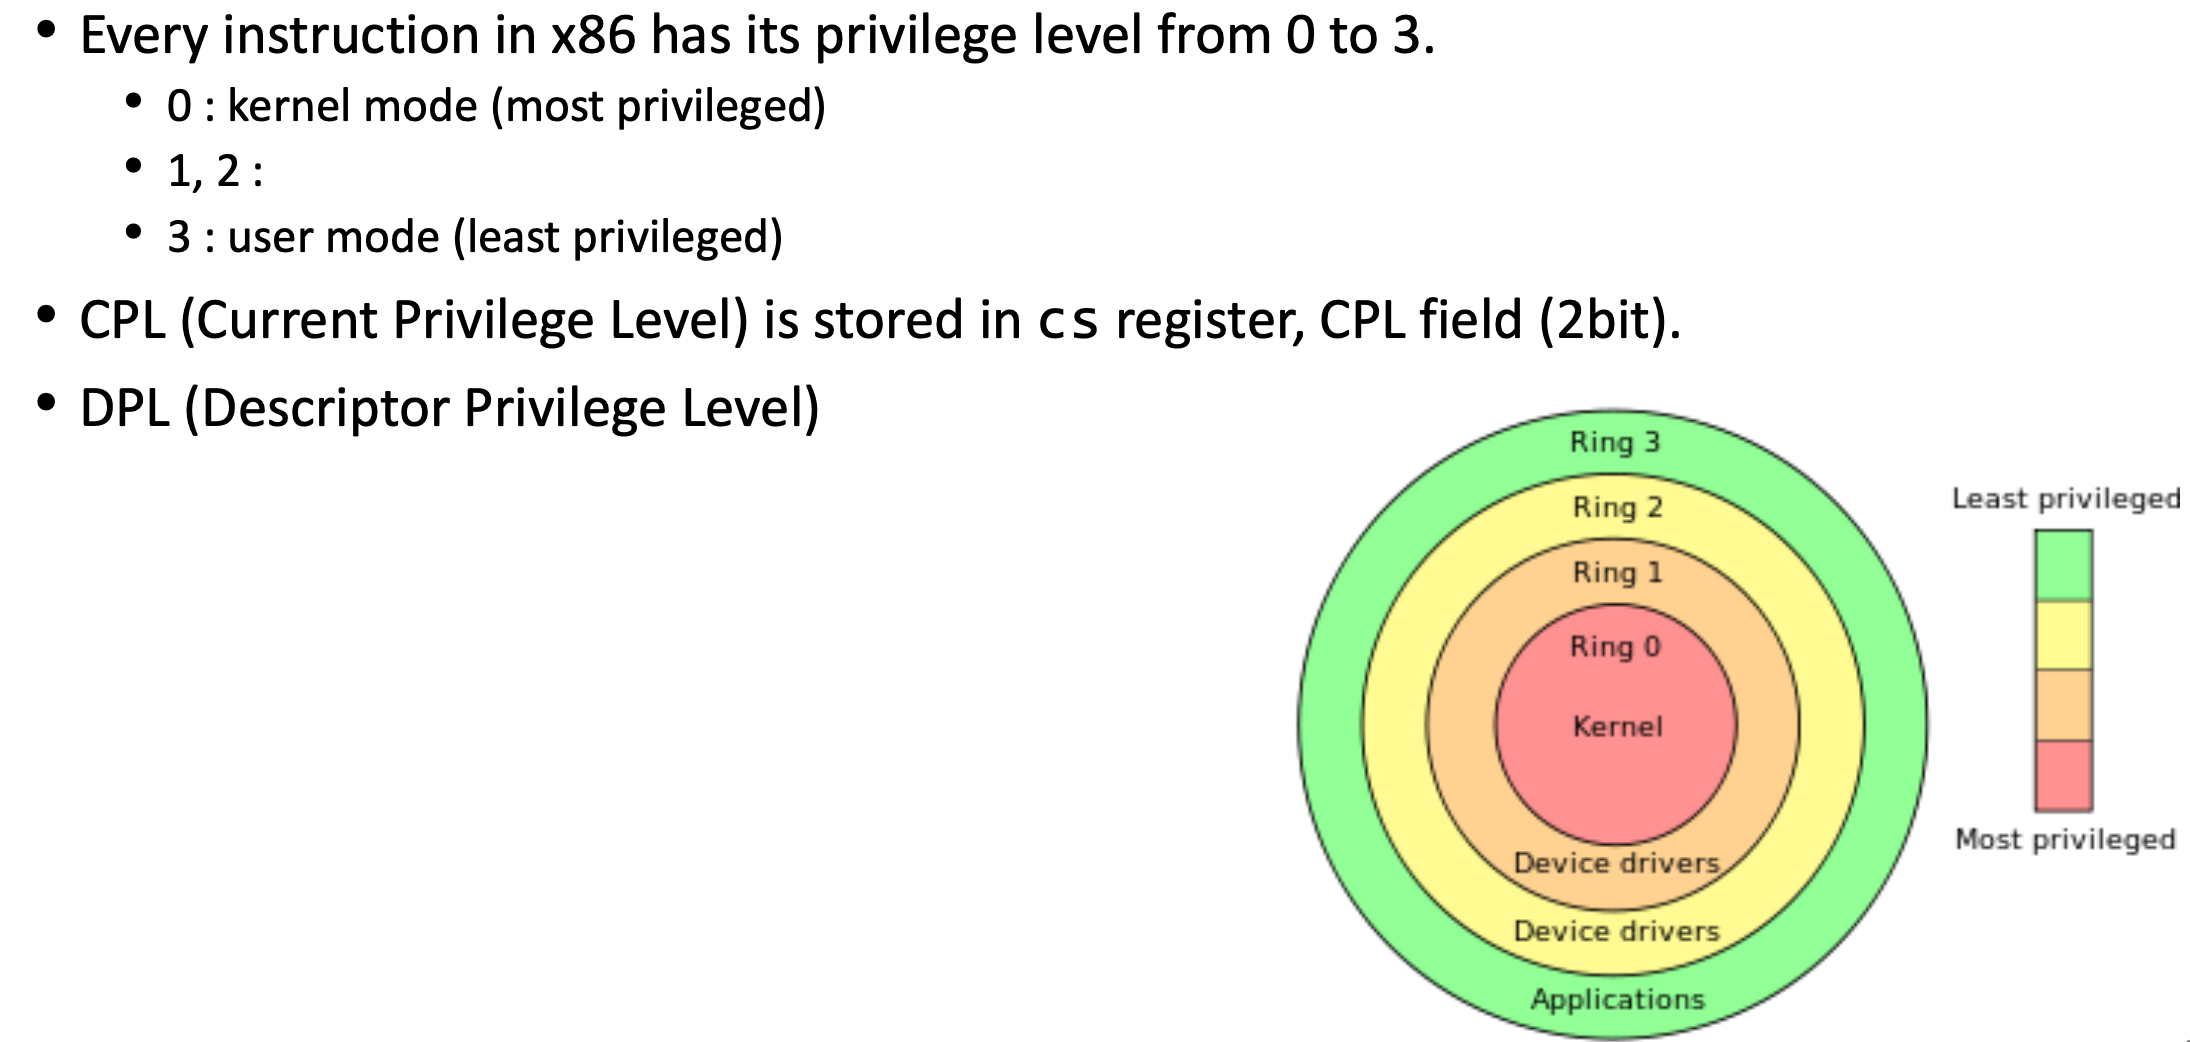 • Every instruction in x86 has its privilege level from 0 to 3.
• 0 : kernel mode (most privileged)
• 1, 2 :
• 3 : user mode (least privileged)
• CPL (Current Privilege Level) is stored in cs register, CPL field (2bit).
• DPL (Descriptor Privilege Level)
Ring 3
Ring 2
Ring 1
Ring 0
Kernel
Device drivers
Device drivers
Applications
Least privileged
Most privileged